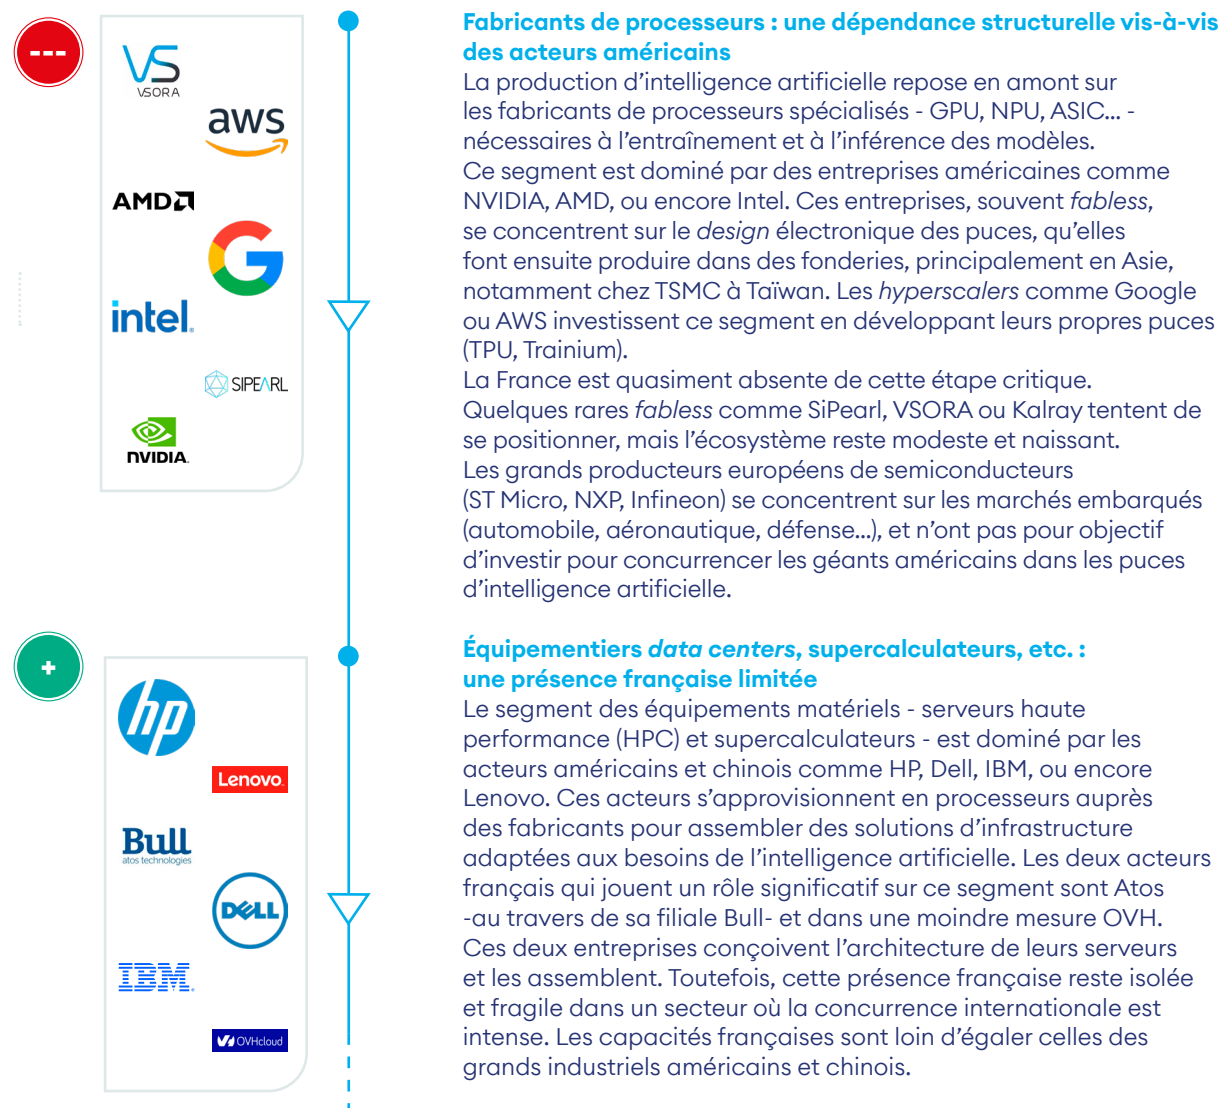 ---
VSORA
aws
AMD
intel.
SIPEARL
NVIDIA.
Fabricants de processeurs : une dépendance structurelle vis-à-vis
des acteurs américains
La production d’intelligence artificielle repose en amont sur
les fabricants de processeurs spécialisés - GPU, NPU, ASIC... -
nécessaires à l’entraînement et à l’inférence des modèles.
Ce segment est dominé par des entreprises américaines comme
NVIDIA, AMD, ou encore Intel. Ces entreprises, souvent fabless,
se concentrent sur le design électronique des puces, qu’elles
font ensuite produire dans des fonderies, principalement en Asie,
notamment chez TSMC à Taïwan. Les hyperscalers comme Google
ou AWS investissent ce segment en développant leurs propres puces
(TPU, Trainium).
La France est quasiment absente de cette étape critique.
Quelques rares fabless comme SiPearl, VSORA ou Kalray tentent de
se positionner, mais l’écosystème reste modeste et naissant.
Les grands producteurs européens de semiconducteurs
(ST Micro, NXP, Infineon) se concentrent sur les marchés embarqués
(automobile, aéronautique, défense...), et n’ont pas pour objectif
d’investir pour concurrencer les géants américains dans les puces
d’intelligence artificielle.
+
hp
Lenovo.
Bull
atos technologies
DELL
IBM.
OVHcloud
Équipementiers data centers, supercalculateurs, etc. :
une présence française limitée
Le segment des équipements matériels - serveurs haute
performance (HPC) et supercalculateurs - est dominé par les
acteurs américains et chinois comme HP, Dell, IBM, ou encore
Lenovo. Ces acteurs s’approvisionnent en processeurs auprès
des fabricants pour assembler des solutions d’infrastructure
adaptées aux besoins de l’intelligence artificielle. Les deux acteurs
français qui jouent un rôle significatif sur ce segment sont Atos
-au travers de sa filiale Bull- et dans une moindre mesure OVH.
Ces deux entreprises conçoivent l’architecture de leurs serveurs
et les assemblent. Toutefois, cette présence française reste isolée
et fragile dans un secteur où la concurrence internationale est
intense. Les capacités françaises sont loin d’égaler celles des
grands industriels américains et chinois.